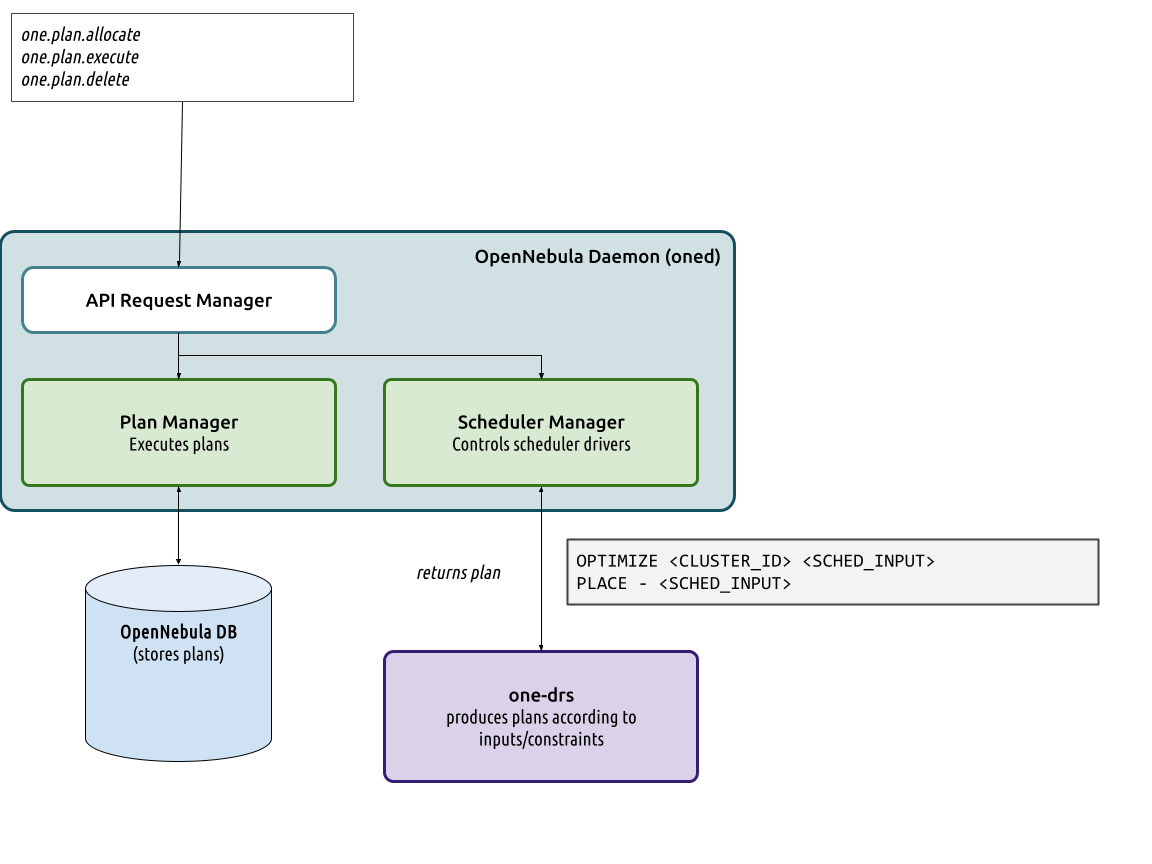 one.plan.allocate
one.plan.execute
one.plan.delete
OpenNebula Daemon (oned)
API Request Manager
Plan Manager
Executes plans
Scheduler Manager
Controls scheduler drivers
returns plan
OPTIMIZE <CLUSTER_ID> <SCHED_INPUT>
PLACE - <SCHED_INPUT>
OpenNebula DB
(stores plans)
one-drs
produces plans according to
inputs/constraints